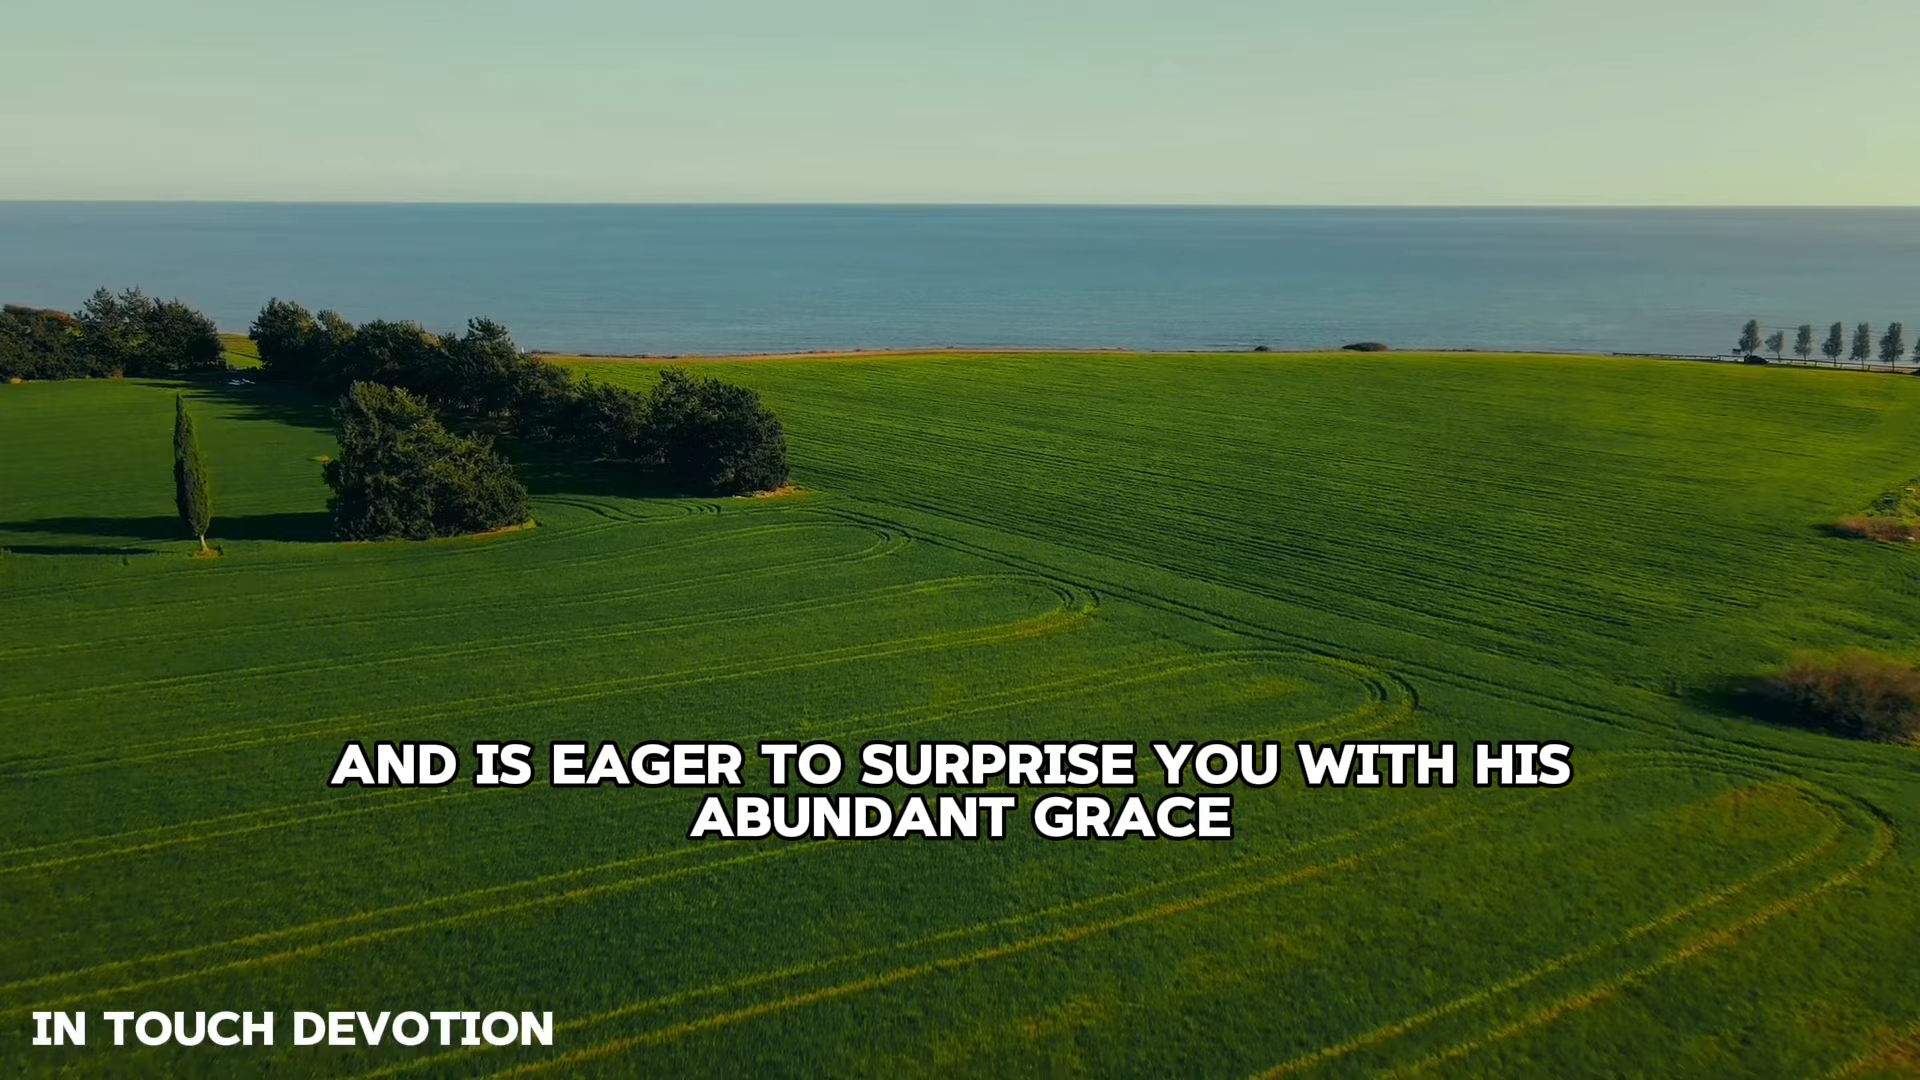 AND IS EAGER TO SURPRISE YOU WITH HIS
ABUNDANT GRACE
IN TOUCH DEVOTION